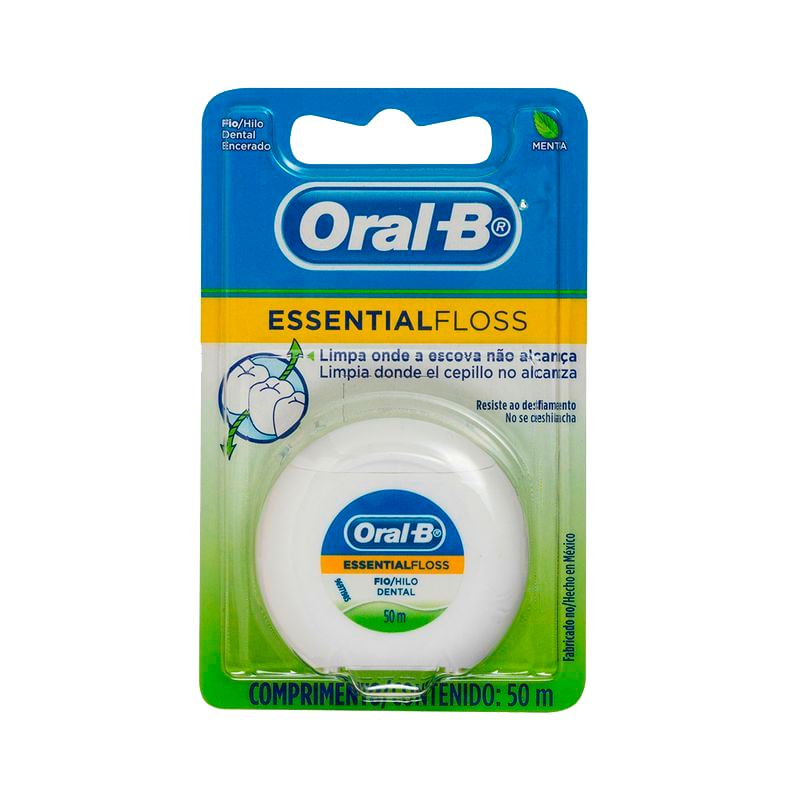 Fio/Hilo
Dental
Encerado
MENTA
Oral-B®
ESSENTIALFLOSS
Limpa onde a escova não alcança
Limpia donde el cepillo no alcanza
Resiste ao desfiamento
No se deshilacha
Oral-B®
ESSENTIALFLOSS
FIO/HILO
DENTAL
50 m
Fabricado no/Hecho en México
COMPRIMENTO/CONTENIDO: 50 m